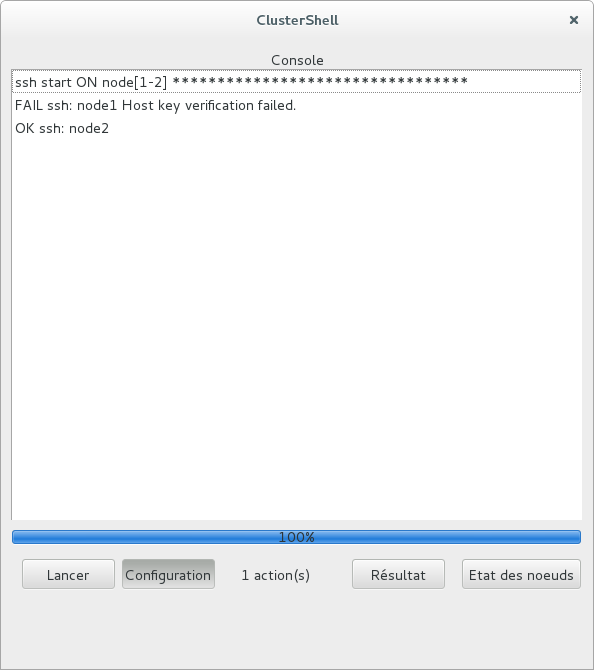 ClusterShell
Console
ssh start ON node[1-2] *********************************
FAIL ssh: node1 Host key verification failed.
OK ssh: node2
100%
Lancer Configuration 1 action(s) Résultat Etat des noeuds